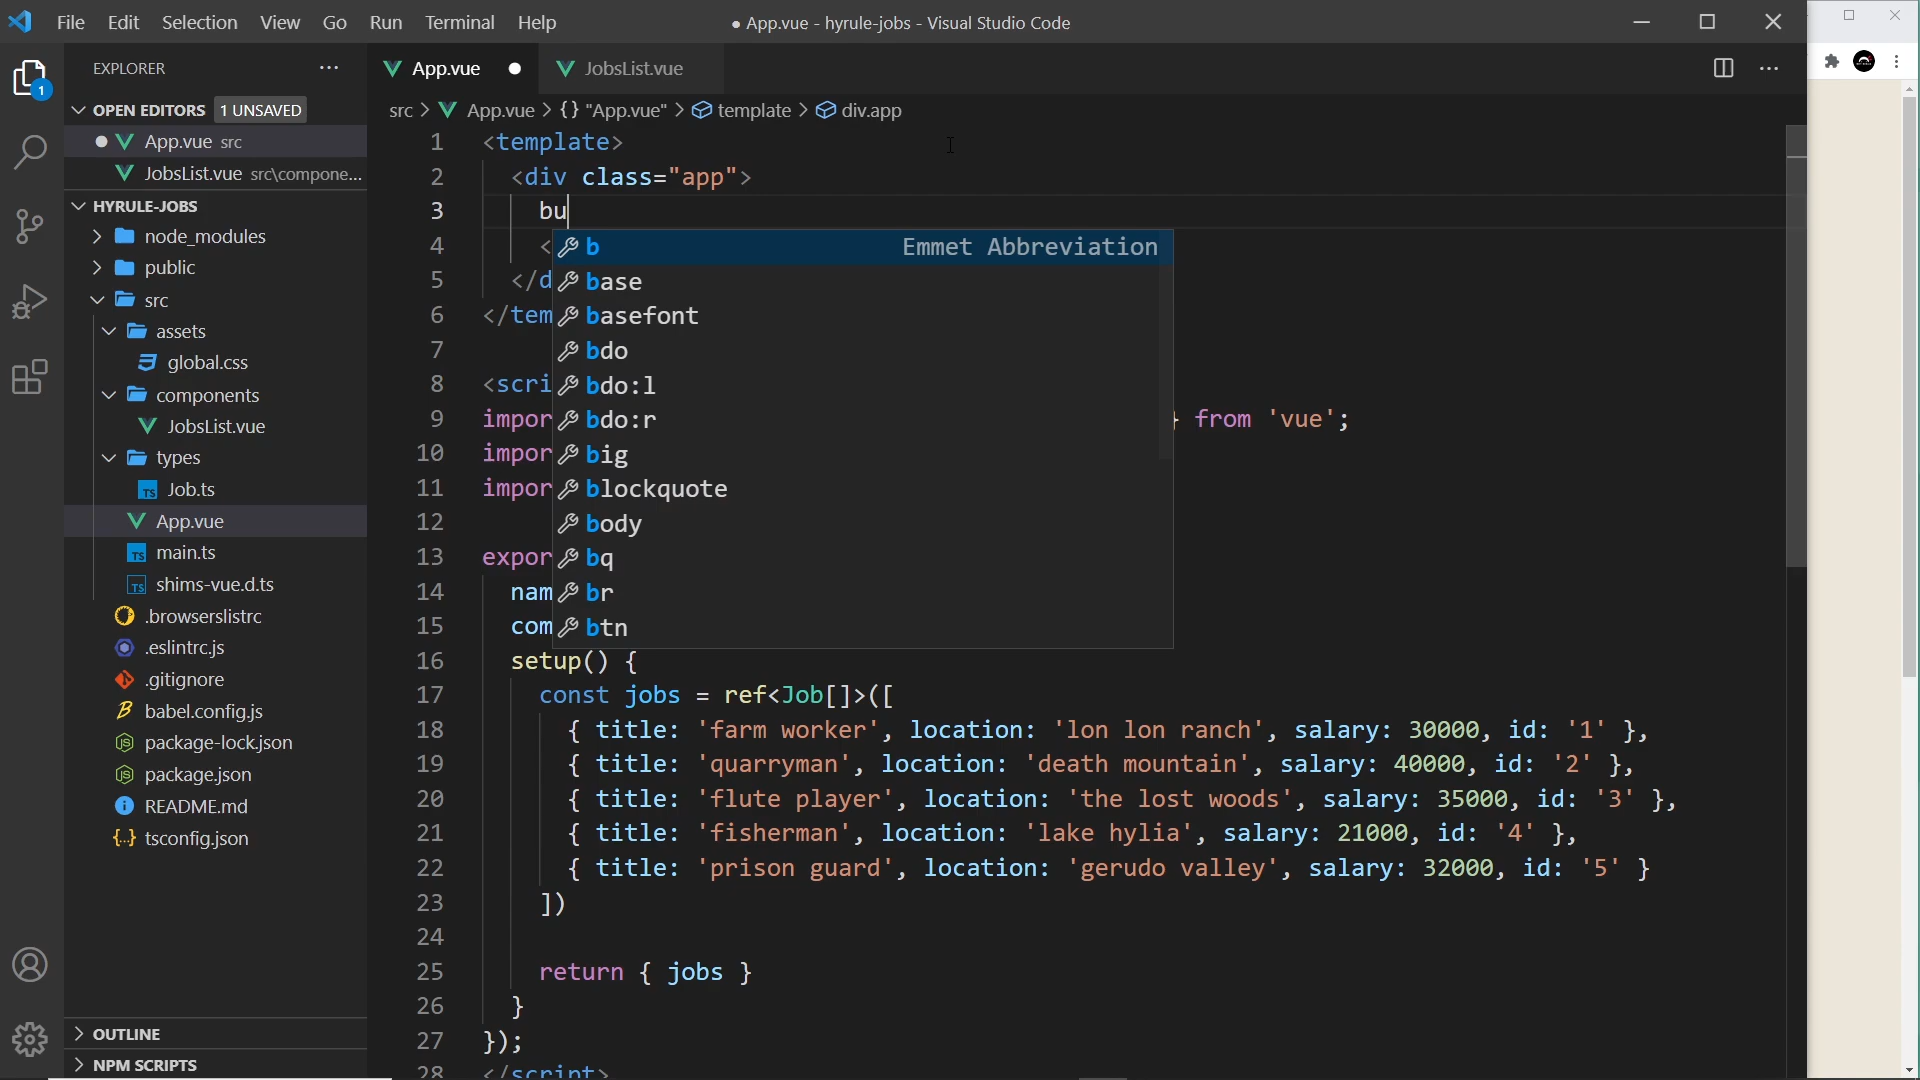 File Edit Selection View Go Run Terminal Help
● App.vue - hyrule-jobs - Visual Studio Code
EXPLORER
App.vue
JobsList.vue
OPEN EDITORS 1 UNSAVED
App.vue src
JobsList.vue src\compone...
HYRULE-JOBS
node_modules
public
src
assets
global.css
components
JobsList.vue
types
TS Job.ts
App.vue
TS main.ts
TS shims-vue.d.ts
.browserslistrc
.eslintrc.js
.gitignore
babel.config.js
package-lock.json
package.json
README.md
tsconfig.json
OUTLINE
NPM SCRIPTS
1
src > App.vue > {} "App.vue" > template > div.app
1 <template>
2 <div class="app">
3 bu
4 <
5 </d
6 </tem
7
8 <scri
9 impor } from 'vue';
10 impor
11 impor
12
13 expor
14 nam
15 com
16 setup() {
17 const jobs = ref<Job[]>([
18 { title: 'farm worker', location: 'lon lon ranch', salary: 30000, id: '1' },
19 { title: 'quarryman', location: 'death mountain', salary: 40000, id: '2' },
20 { title: 'flute player', location: 'the lost woods', salary: 35000, id: '3' },
21 { title: 'fisherman', location: 'lake hylia', salary: 21000, id: '4' },
22 { title: 'prison guard', location: 'gerudo valley', salary: 32000, id: '5' }
23 ])
24
25 return { jobs }
26 }
27 });
28 </script>
b Emmet Abbreviation
base
basefont
bdo
bdo:l
bdo:r
big
blockquote
body
bq
br
btn